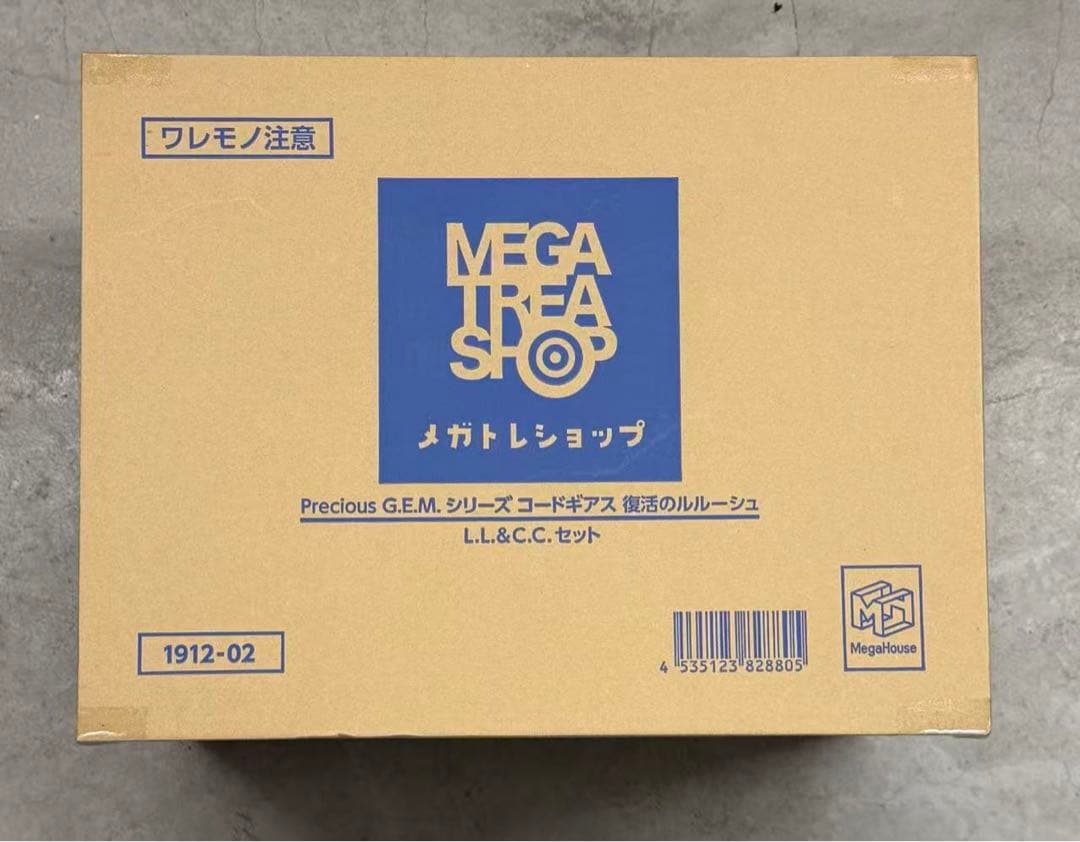 ワレモノ注意
MEGA
TREA
SHOP
メガトレショップ
Precious G.E.M. シリーズ コードギアス 復活のルルーシュ
L.L.&C.C.セット
1912-02
4 535123 828805
MegaHouse